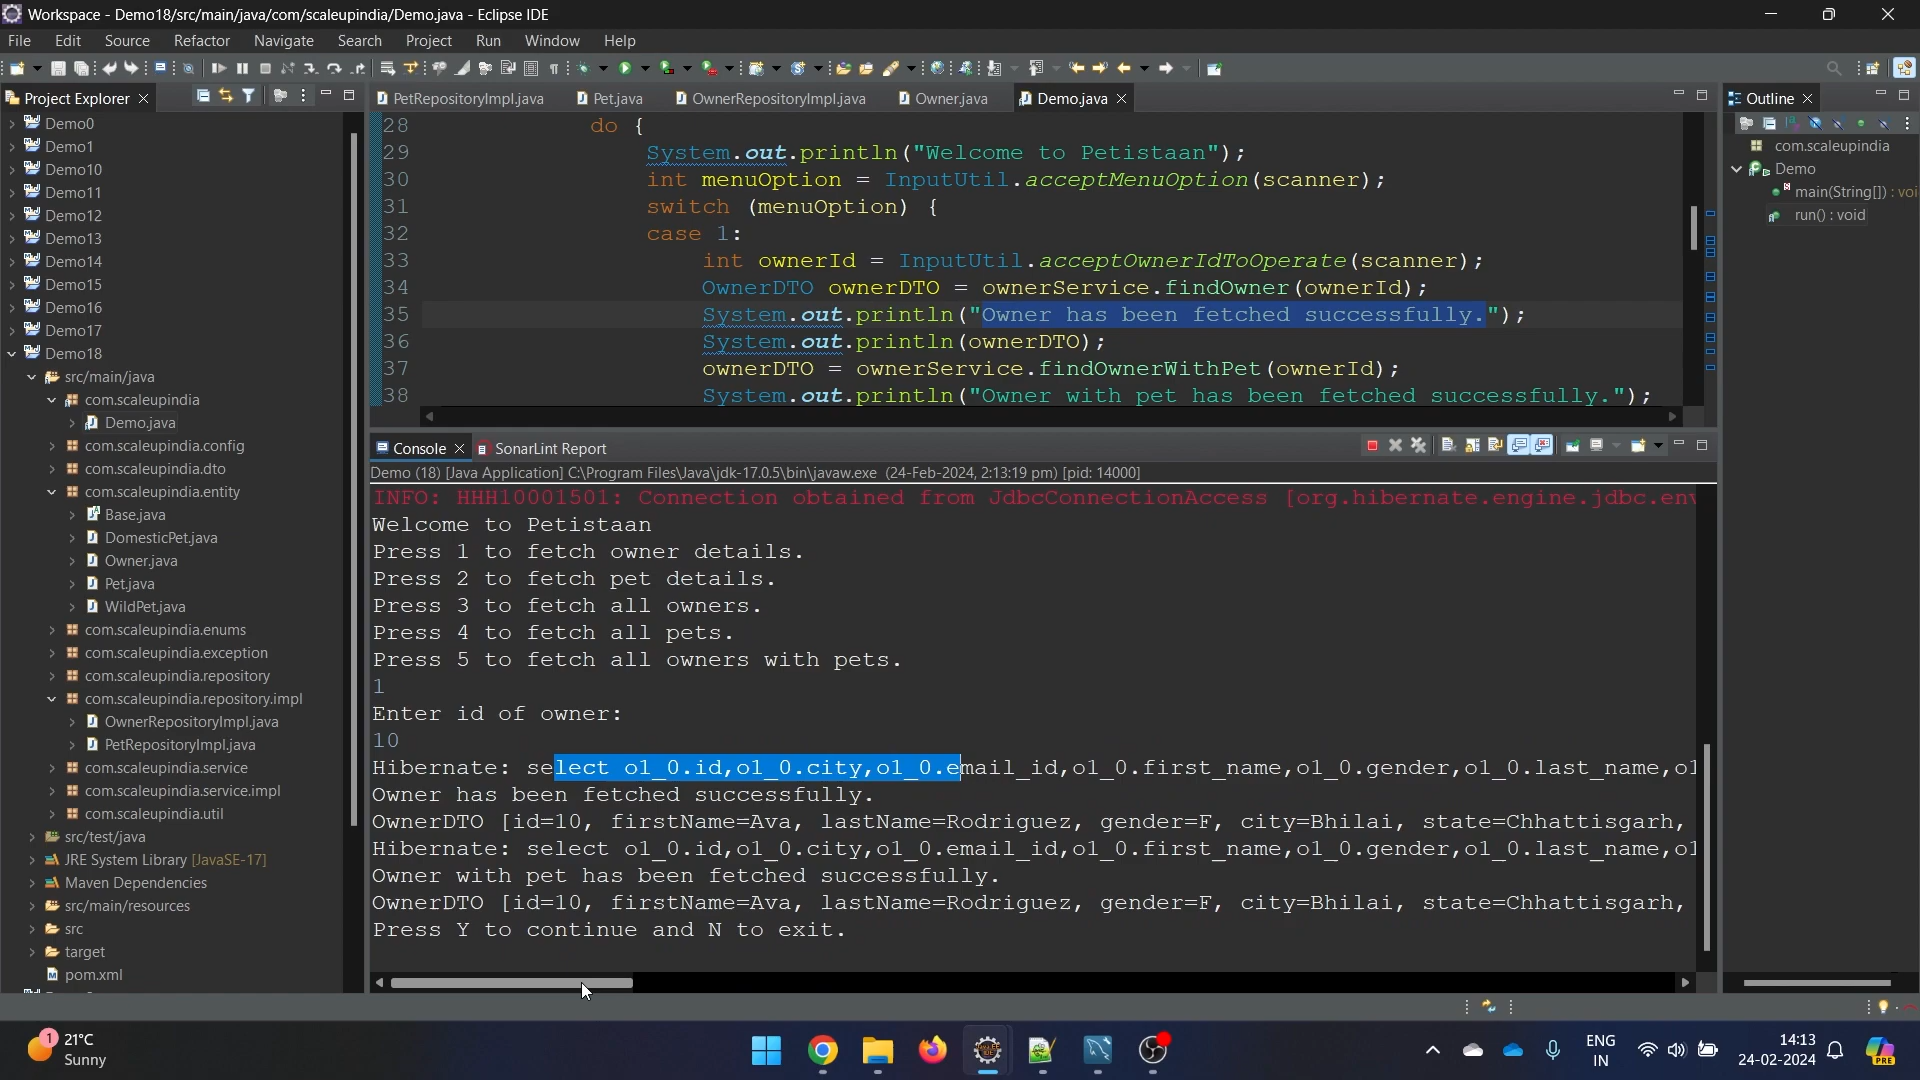 Workspace - Demo18/src/main/java/com/scaleupindia/Demo.java - Eclipse IDE
File Edit Source Refactor Navigate Search Project Run Window Help
Project Explorer
Demo0
Demo1
Demo10
Demo11
Demo12
Demo13
Demo14
Demo15
Demo16
Demo17
Demo18
src/main/java
com.scaleupindia
Demo.java
com.scaleupindia.config
com.scaleupindia.dto
com.scaleupindia.entity
Base.java
DomesticPet.java
Owner.java
Pet.java
WildPet.java
com.scaleupindia.enums
com.scaleupindia.exception
com.scaleupindia.repository
com.scaleupindia.repository.impl
OwnerRepositoryImpl.java
PetRepositoryImpl.java
com.scaleupindia.service
com.scaleupindia.service.impl
com.scaleupindia.util
src/test/java
JRE System Library [JavaSE-17]
Maven Dependencies
src/main/resources
src
target
pom.xml
PetRepositoryImpl.java Pet.java OwnerRepositoryImpl.java Owner.java Demo.java
28 do {
29 System.out.println("Welcome to Petistaan");
30 int menuOption = InputUtil.acceptMenuOption(scanner);
31 switch (menuOption) {
32 case 1:
33 int ownerId = InputUtil.acceptOwnerIdToOperate(scanner);
34 OwnerDTO ownerDTO = ownerService.findOwner(ownerId);
35 System.out.println("Owner has been fetched successfully.");
36 System.out.println(ownerDTO);
37 ownerDTO = ownerService.findOwnerWithPet(ownerId);
38 System.out.println("Owner with pet has been fetched successfully.");
Console SonarLint Report
Demo (18) [Java Application] C:\Program Files\Java\jdk-17.0.5\bin\javaw.exe (24-Feb-2024, 2:13:19 pm) [pid: 14000]
INFO: HHH10001501: Connection obtained from JdbcConnectionAccess [org.hibernate.engine.jdbc.env
Welcome to Petistaan
Press 1 to fetch owner details.
Press 2 to fetch pet details.
Press 3 to fetch all owners.
Press 4 to fetch all pets.
Press 5 to fetch all owners with pets.
1
Enter id of owner:
10
Hibernate: select o1_0.id,o1_0.city,o1_0.email_id,o1_0.first_name,o1_0.gender,o1_0.last_name,o1
Owner has been fetched successfully.
OwnerDTO [id=10, firstName=Ava, lastName=Rodriguez, gender=F, city=Bhilai, state=Chhattisgarh,
Hibernate: select o1_0.id,o1_0.city,o1_0.email_id,o1_0.first_name,o1_0.gender,o1_0.last_name,o1
Owner with pet has been fetched successfully.
OwnerDTO [id=10, firstName=Ava, lastName=Rodriguez, gender=F, city=Bhilai, state=Chhattisgarh,
Press Y to continue and N to exit.
Outline
com.scaleupindia
Demo
main(String[]) : voi
run() : void
1
21°C
Sunny
ENG
IN
14:13
24-02-2024
PRE